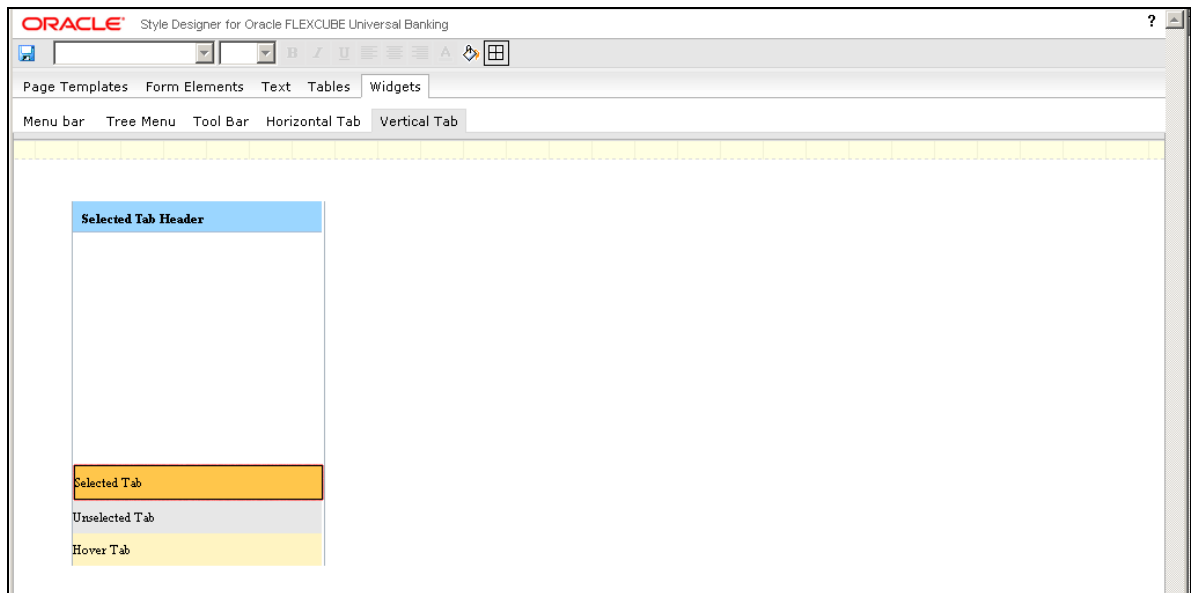 ORACLE Style Designer for Oracle FLEXCUBE Universal Banking ?
B I U A
Page Templates Form Elements Text Tables Widgets
Menu bar Tree Menu Tool Bar Horizontal Tab Vertical Tab
Selected Tab Header
Selected Tab
Unselected Tab
Hover Tab